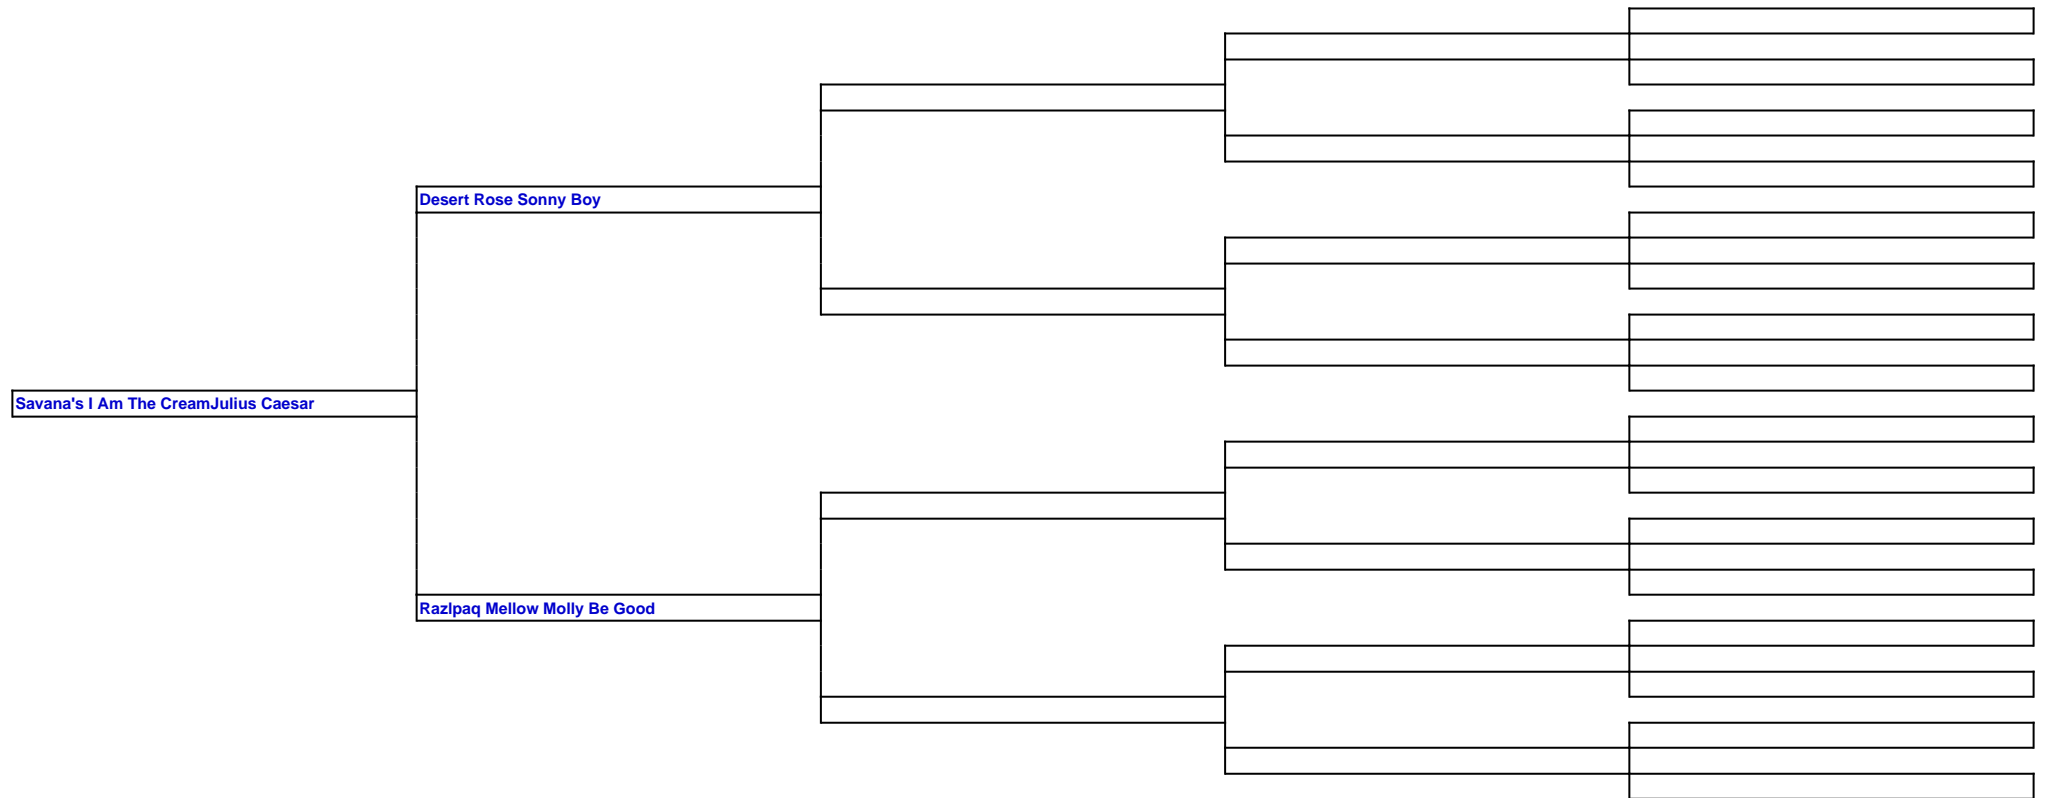 Desert Rose Sonny Boy
Savana's I Am The CreamJulius Caesar
Razlpaq Mellow Molly Be Good